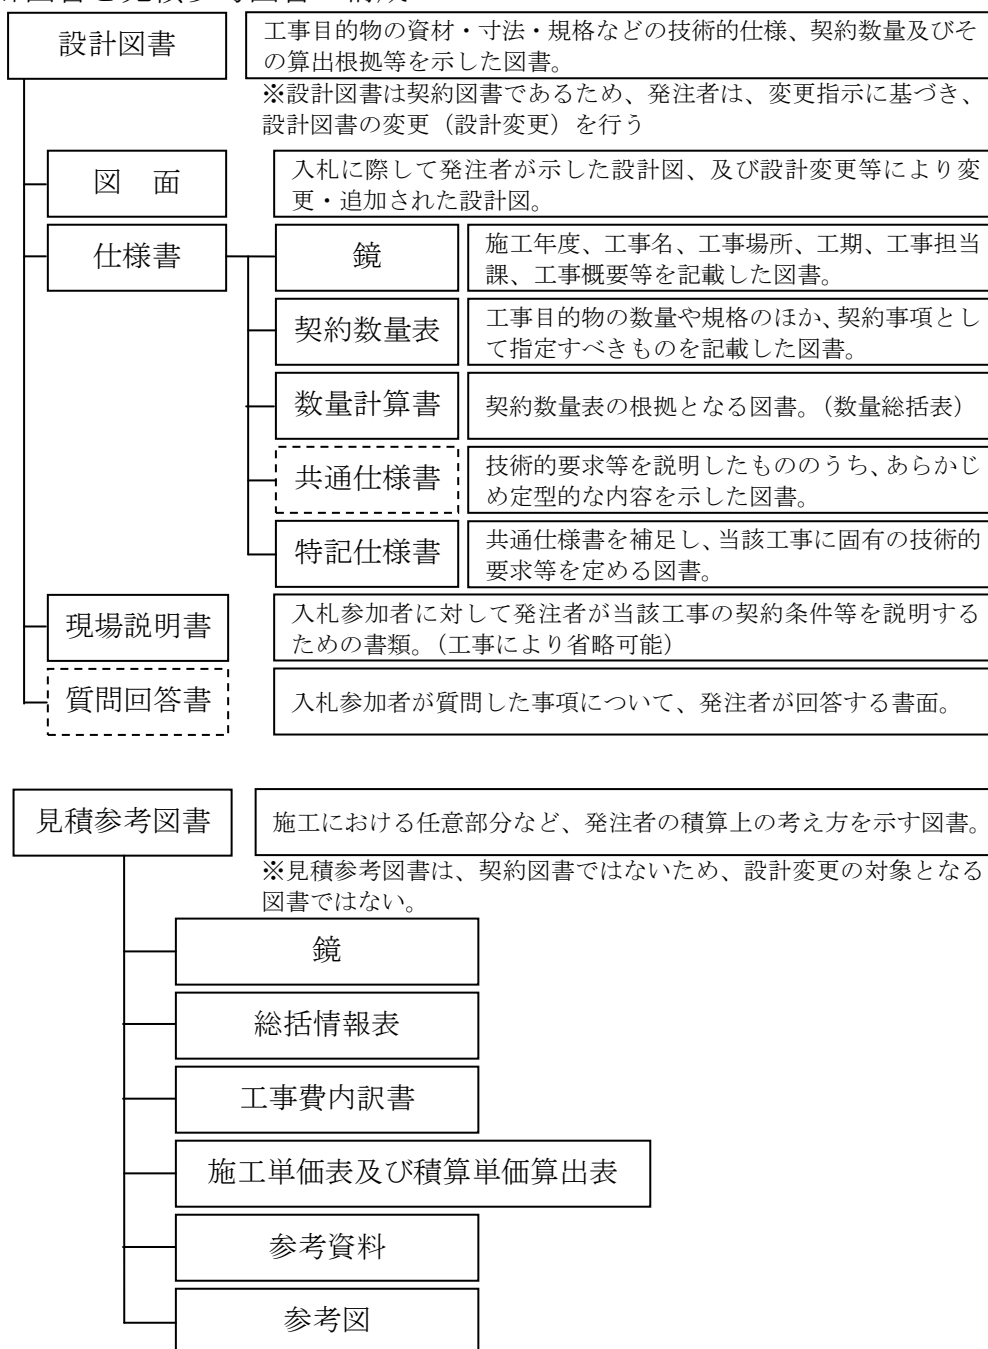 設計図書
工事目的物の資材・寸法・規格などの技術的仕様、契約数量及びそ
の算出根拠等を示した図書。
※設計図書は契約図書であるため、発注者は、変更指示に基づき、
設計図書の変更（設計変更）を行う
図　面
入札に際して発注者が示した設計図、及び設計変更等により変
更・追加された設計図。
仕様書
鏡
施工年度、工事名、工事場所、工期、工事担当
課、工事概要等を記載した図書。
契約数量表
工事目的物の数量や規格のほか、契約事項とし
て指定すべきものを記載した図書。
数量計算書
契約数量表の根拠となる図書。（数量総括表）
共通仕様書
技術的要求等を説明したもののうち、あらかじ
め定型的な内容を示した図書。
特記仕様書
共通仕様書を補足し、当該工事に固有の技術的
要求等を定める図書。
現場説明書
入札参加者に対して発注者が当該工事の契約条件等を説明する
ための書類。（工事により省略可能）
質問回答書
入札参加者が質問した事項について、発注者が回答する書面。
見積参考図書
施工における任意部分など、発注者の積算上の考え方を示す図書。
※見積参考図書は、契約図書ではないため、設計変更の対象となる
図書ではない。
鏡
総括情報表
工事費内訳書
施工単価表及び積算単価算出表
参考資料
参考図